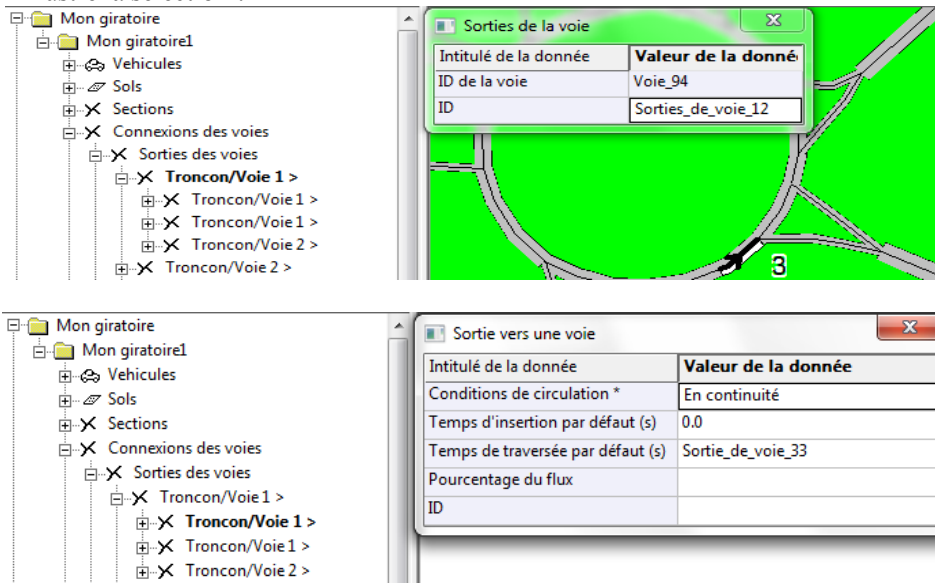 Mon giratoire
Mon giratoire1
Vehicules
Sols
Sections
Connexions des voies
Sorties des voies
Troncon/Voie 1 >
Troncon/Voie 1 >
Troncon/Voie 1 >
Troncon/Voie 2 >
Troncon/Voie 2 >
Sorties de la voie
Intitulé de la donnée Valeur de la donné
ID de la voie Voie_94
ID Sorties_de_voie_12
3
Mon giratoire
Mon giratoire1
Vehicules
Sols
Sections
Connexions des voies
Sorties des voies
Troncon/Voie 1 >
Troncon/Voie 1 >
Troncon/Voie 1 >
Troncon/Voie 2 >
Sortie vers une voie
Intitulé de la donnée Valeur de la donnée
Conditions de circulation * En continuité
Temps d'insertion par défaut (s) 0.0
Temps de traversée par défaut (s) Sortie_de_voie_33
Pourcentage du flux
ID